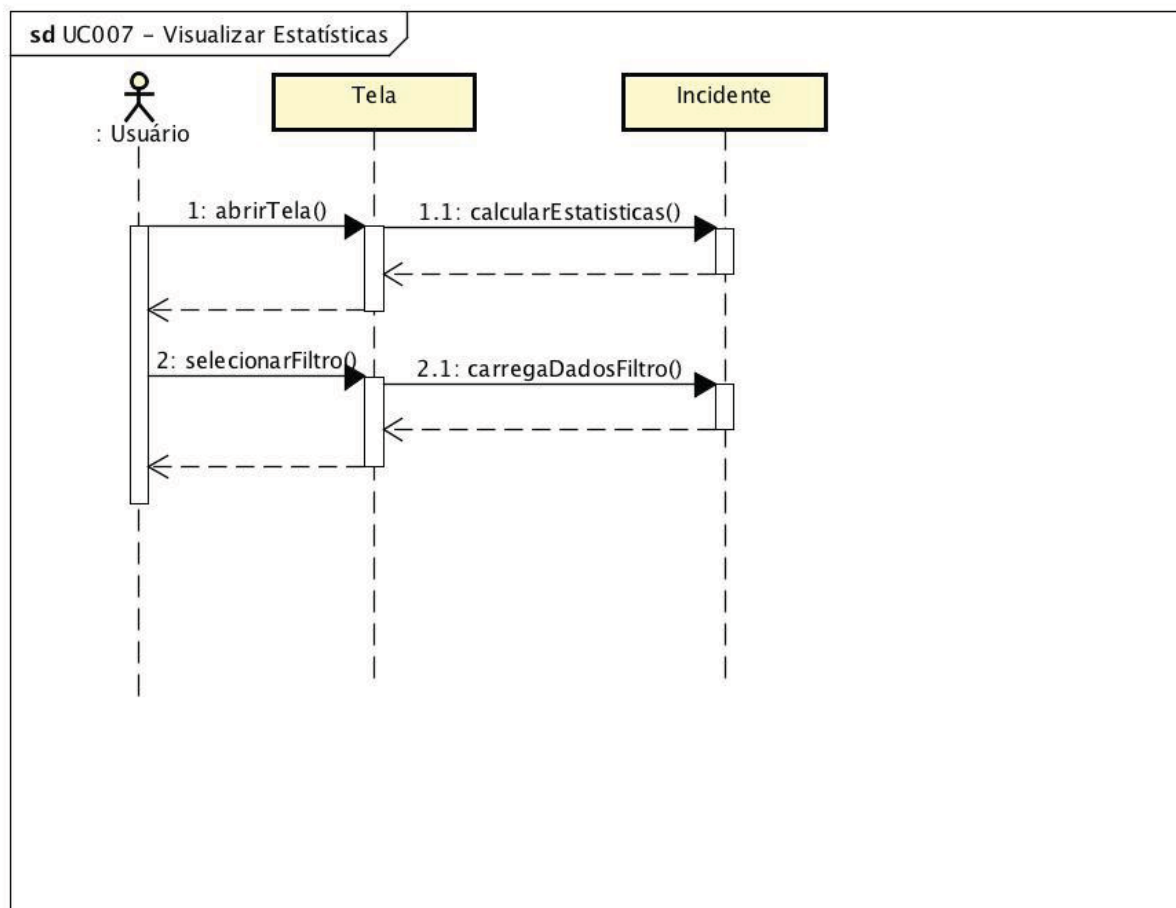 sd UC007 – Visualizar Estatísticas
: Usuário
Tela
Incidente
1: abrirTela()
1.1: calcularEstatisticas()
2: selecionarFiltro()
2.1: carregaDadosFiltro()